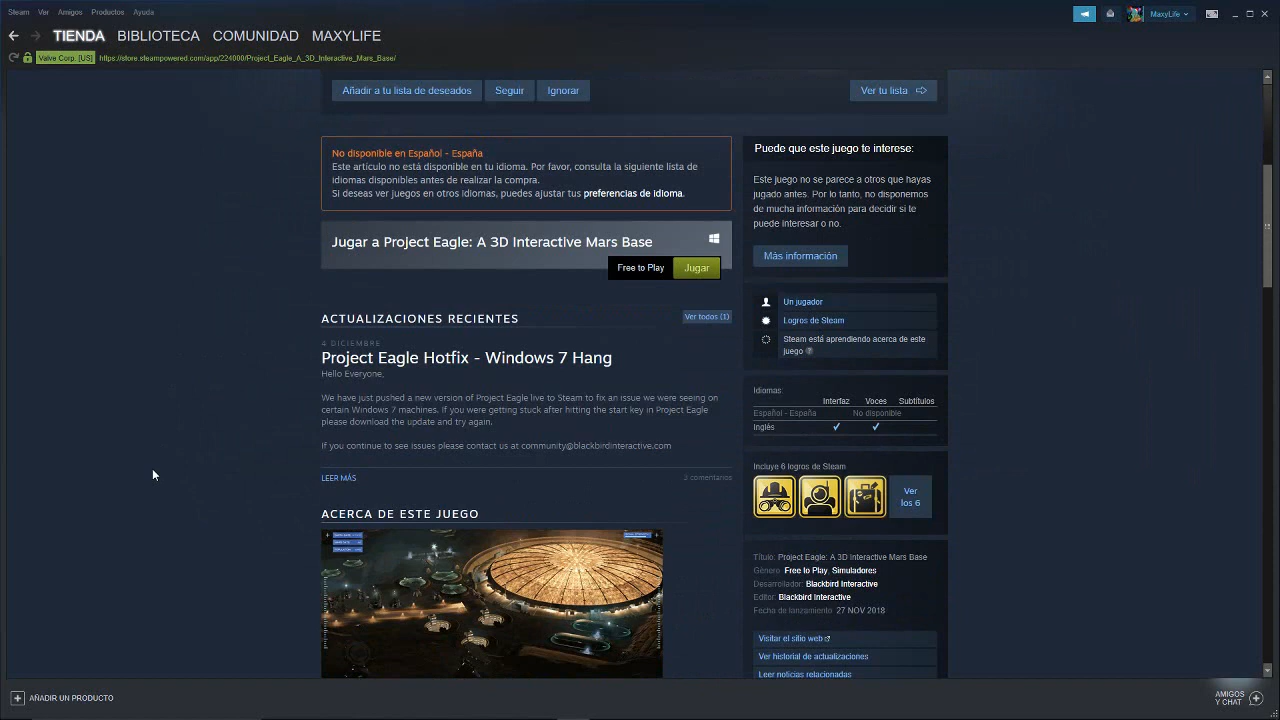 Steam Ver Amigos Productos Ayuda
MaxyLife
TIENDA BIBLIOTECA COMUNIDAD MAXYLIFE
Valve Corp. [US] https://store.steampowered.com/app/224000/Project_Eagle_A_3D_Interactive_Mars_Base/
Añadir a tu lista de deseados Seguir Ignorar Ver tu lista
No disponible en Español - España
Este artículo no está disponible en tu idioma. Por favor, consulta la siguiente lista de
idiomas disponibles antes de realizar la compra.
Si deseas ver juegos en otros idiomas, puedes ajustar tus preferencias de idioma.
Jugar a Project Eagle: A 3D Interactive Mars Base
Free to Play Jugar
ACTUALIZACIONES RECIENTES Ver todos (1)
4 DICIEMBRE
Project Eagle Hotfix - Windows 7 Hang
Hello Everyone,
We have just pushed a new version of Project Eagle live to Steam to fix an issue we were seeing on
certain Windows 7 machines. If you were getting stuck after hitting the start key in Project Eagle
please download the update and try again.
If you continue to see issues please contact us at community@blackbirdinteractive.com
LEER MÁS 2 comentarios
ACERCA DE ESTE JUEGO
Puede que este juego te interese:
Este juego no se parece a otros que hayas
jugado antes. Por lo tanto, no disponemos
de mucha información para decidir si te
puede interesar o no.
Más información
Un jugador
Logros de Steam
Steam está aprendiendo acerca de este
juego ?
Idiomas:
Interfaz Voces Subtítulos
Español - España No disponible
Inglés ✓ ✓
Incluye 6 logros de Steam
Ver
los 6
Título: Project Eagle: A 3D Interactive Mars Base
Género: Free to Play, Simuladores
Desarrollador: Blackbird Interactive
Editor: Blackbird Interactive
Fecha de lanzamiento: 27 NOV 2018
Visitar el sitio web
Ver historial de actualizaciones
Leer noticias relacionadas
AÑADIR UN PRODUCTO
AMIGOS
Y CHAT